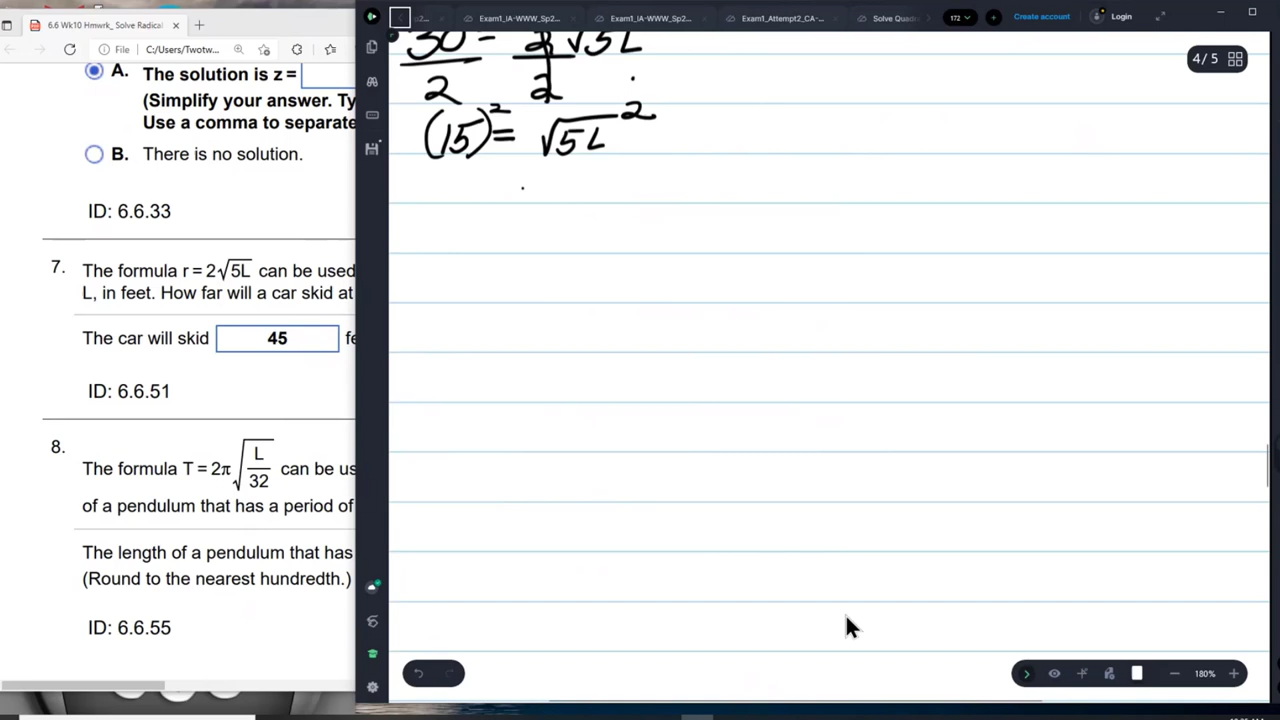 6.6 Wk10 Hmwrk_ Solve Radical
File
C:/Users/Twotw...
A. The solution is z =
(Simplify your answer. Ty
Use a comma to separate
B. There is no solution.
ID: 6.6.33
7. The formula r = 2√5L can be used
L, in feet. How far will a car skid at
The car will skid 45 fe
ID: 6.6.51
8. The formula T = 2π√(L/32) can be us
of a pendulum that has a period of
The length of a pendulum that has
(Round to the nearest hundredth.)
ID: 6.6.55
Exam1_IA-WWW_Sp2...
Exam1_IA-WWW_Sp2...
Exam1_Attempt2_CA-...
Solve Quadr
172
Create account
Login
4/5
30 = 2√5L
2 2
(15)² = √5L²
180%